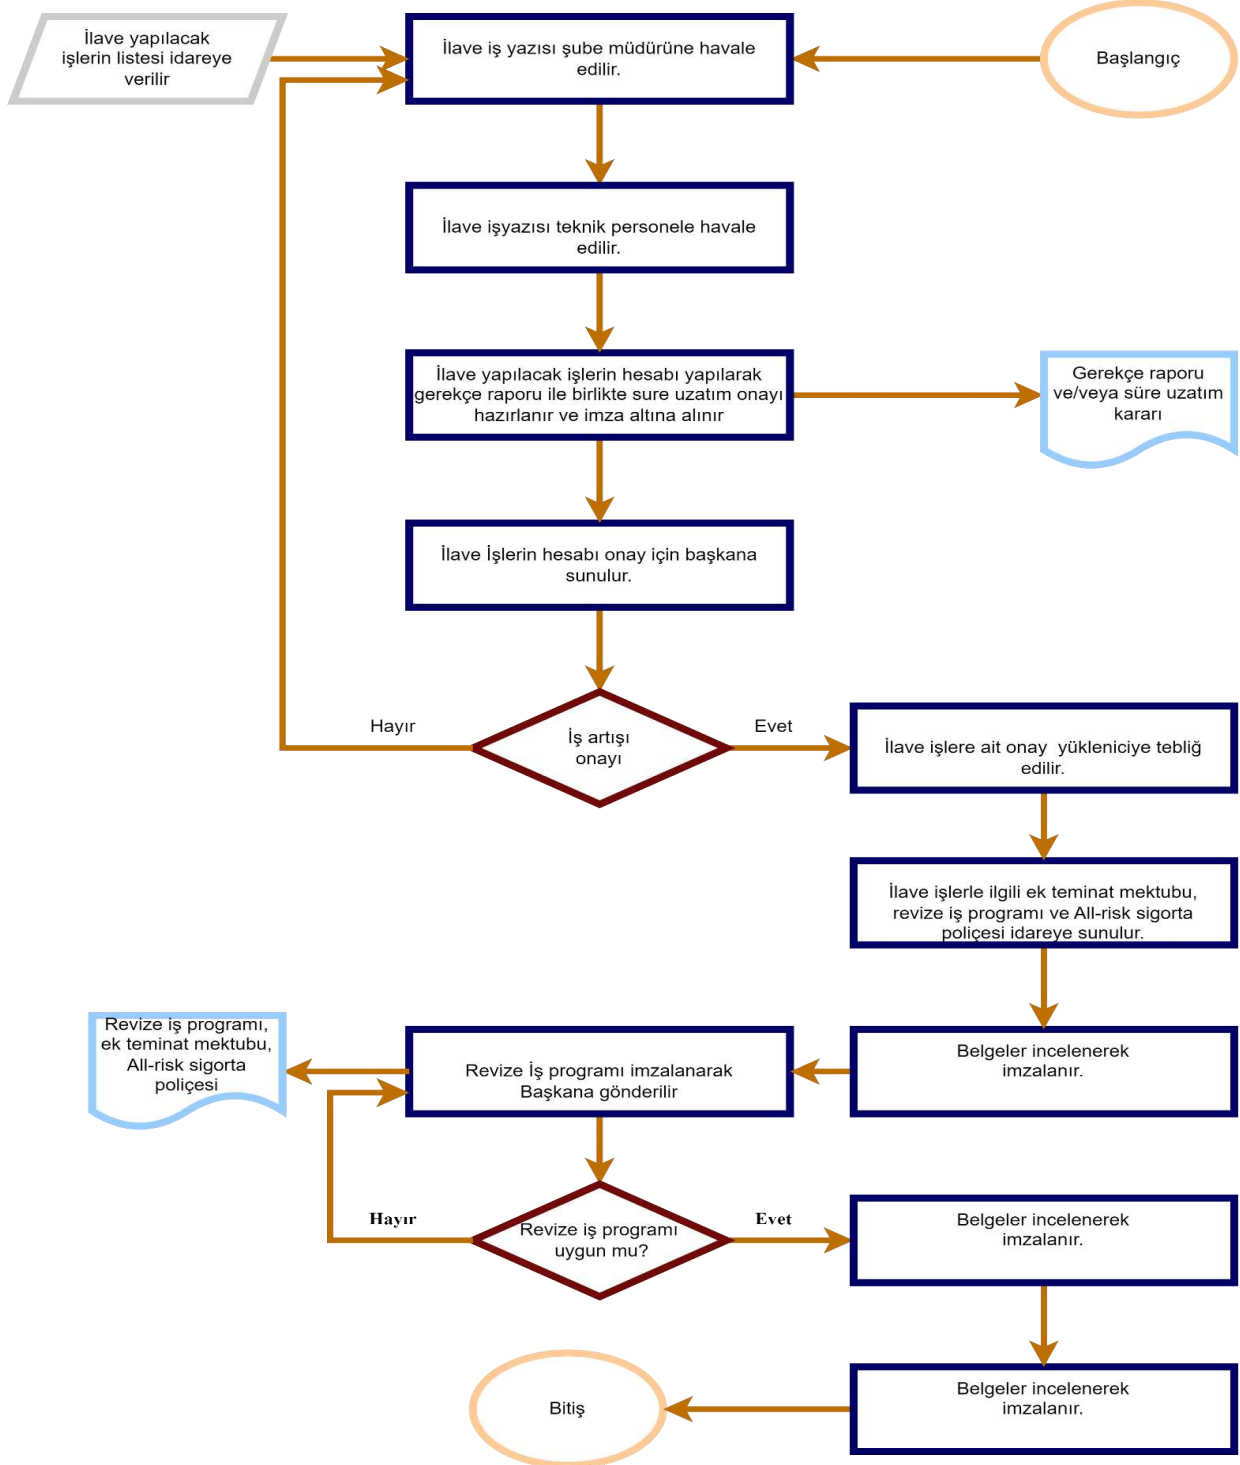 İlave yapılacak
işlerin listesi idareye
verilir
İlave iş yazısı şube müdürüne havale
edilir.
Başlangıç
İlave işyazısı teknik personele havale
edilir.
İlave yapılacak işlerin hesabı yapılarak
gerekçe raporu ile birlikte sure uzatım onayı
hazırlanır ve imza altına alınır
Gerekçe raporu
ve/veya süre uzatım
kararı
İlave İşlerin hesabı onay için başkana
sunulur.
Hayır
İş artışı
onayı
Evet
İlave işlere ait onay yükleniciye tebliğ
edilir.
İlave işlerle ilgili ek teminat mektubu,
revize iş programı ve All-risk sigorta
poliçesi idareye sunulur.
Revize iş programı,
ek teminat mektubu,
All-risk sigorta
poliçesi
Revize İş programı imzalanarak
Başkana gönderilir
Belgeler incelenerek
imzalanır.
Hayır
Revize iş programı
uygun mu?
Evet
Belgeler incelenerek
imzalanır.
Bitiş
Belgeler incelenerek
imzalanır.